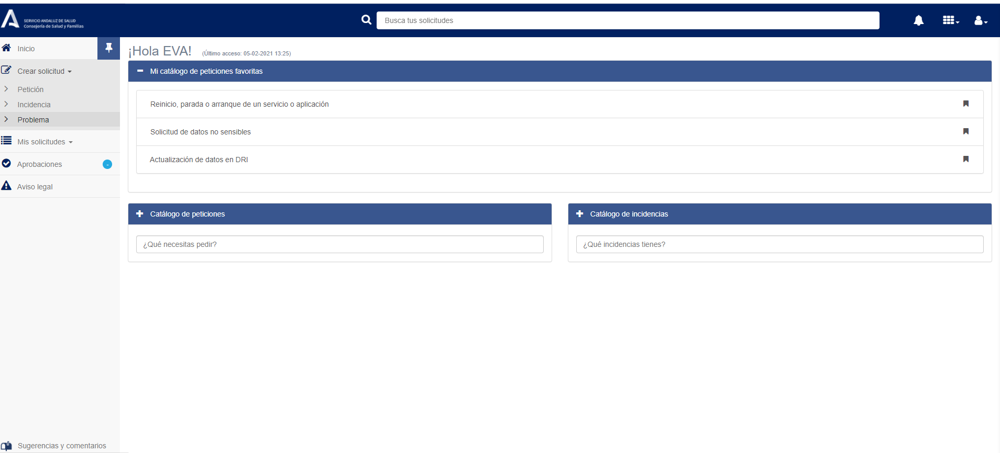 SERVICIO ANDALUZ DE SALUD
Consejería de Salud y Familias
Busca tus solicitudes
Inicio
Crear solicitud
Petición
Incidencia
Problema
Mis solicitudes
Aprobaciones
-
Aviso legal
Sugerencias y comentarios
¡Hola EVA! (Último acceso: 05-02-2021 13:25)
Mi catálogo de peticiones favoritas
Reinicio, parada o arranque de un servicio o aplicación
Solicitud de datos no sensibles
Actualización de datos en DRI
Catálogo de peticiones
¿Qué necesitas pedir?
Catálogo de incidencias
¿Qué incidencias tienes?